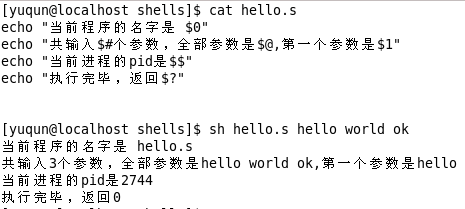 [yuqun@localhost shells]$ cat hello.s
echo "当前程序的名字是 $0"
echo "共输入$#个参数，全部参数是$@,第一个参数是$1"
echo "当前进程的pid是$$"
echo "执行完毕，返回$?"
[yuqun@localhost shells]$ sh hello.s hello world ok
当前程序的名字是 hello.s
共输入3个参数，全部参数是hello world ok,第一个参数是hello
当前进程的pid是2744
执行完毕，返回0